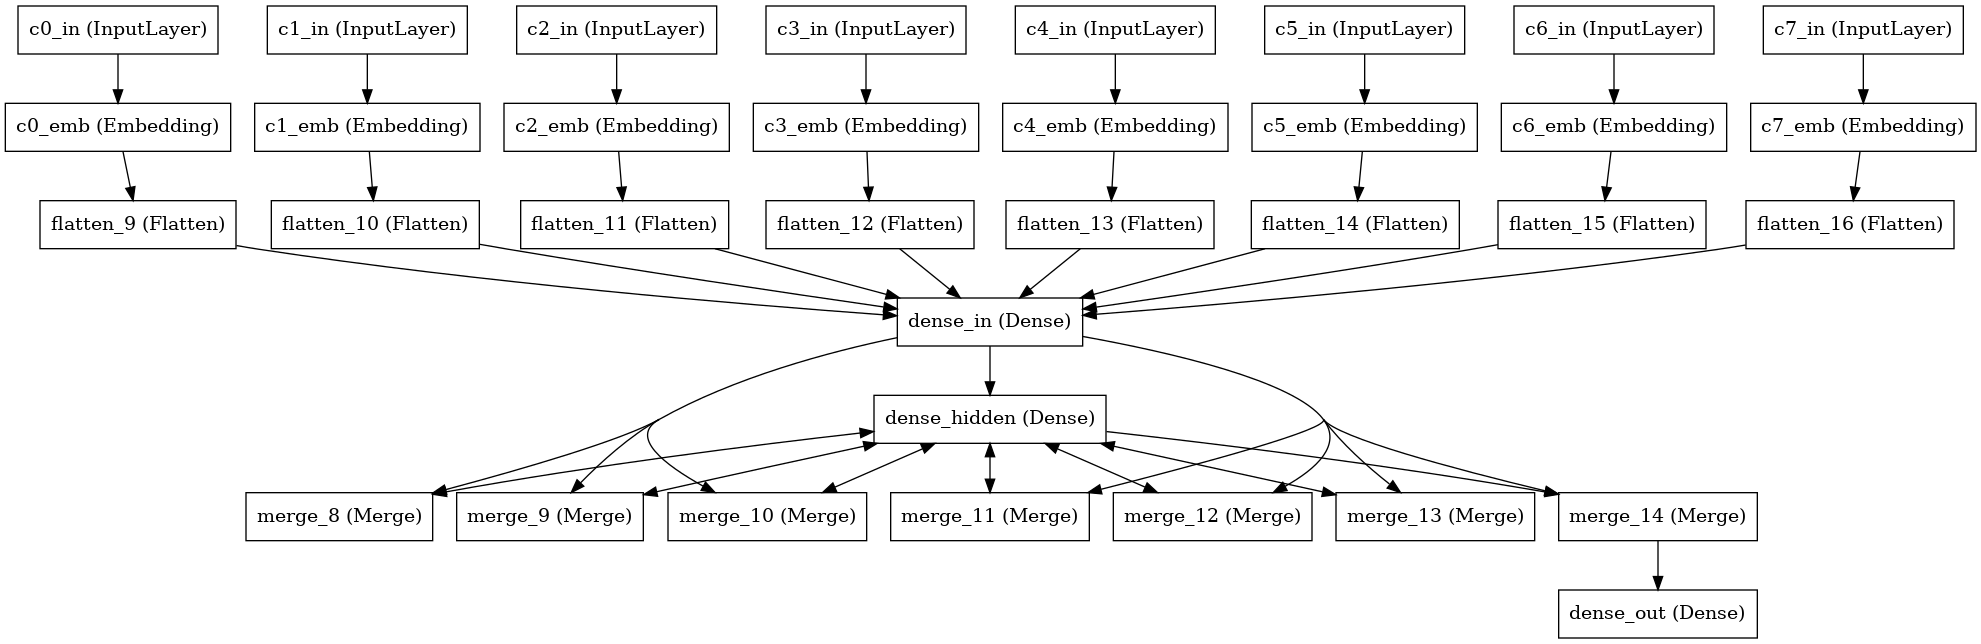 c0_in (InputLayer)
c1_in (InputLayer)
c2_in (InputLayer)
c3_in (InputLayer)
c4_in (InputLayer)
c5_in (InputLayer)
c6_in (InputLayer)
c7_in (InputLayer)
c0_emb (Embedding)
c1_emb (Embedding)
c2_emb (Embedding)
c3_emb (Embedding)
c4_emb (Embedding)
c5_emb (Embedding)
c6_emb (Embedding)
c7_emb (Embedding)
flatten_9 (Flatten)
flatten_10 (Flatten)
flatten_11 (Flatten)
flatten_12 (Flatten)
flatten_13 (Flatten)
flatten_14 (Flatten)
flatten_15 (Flatten)
flatten_16 (Flatten)
dense_in (Dense)
dense_hidden (Dense)
merge_8 (Merge)
merge_9 (Merge)
merge_10 (Merge)
merge_11 (Merge)
merge_12 (Merge)
merge_13 (Merge)
merge_14 (Merge)
dense_out (Dense)